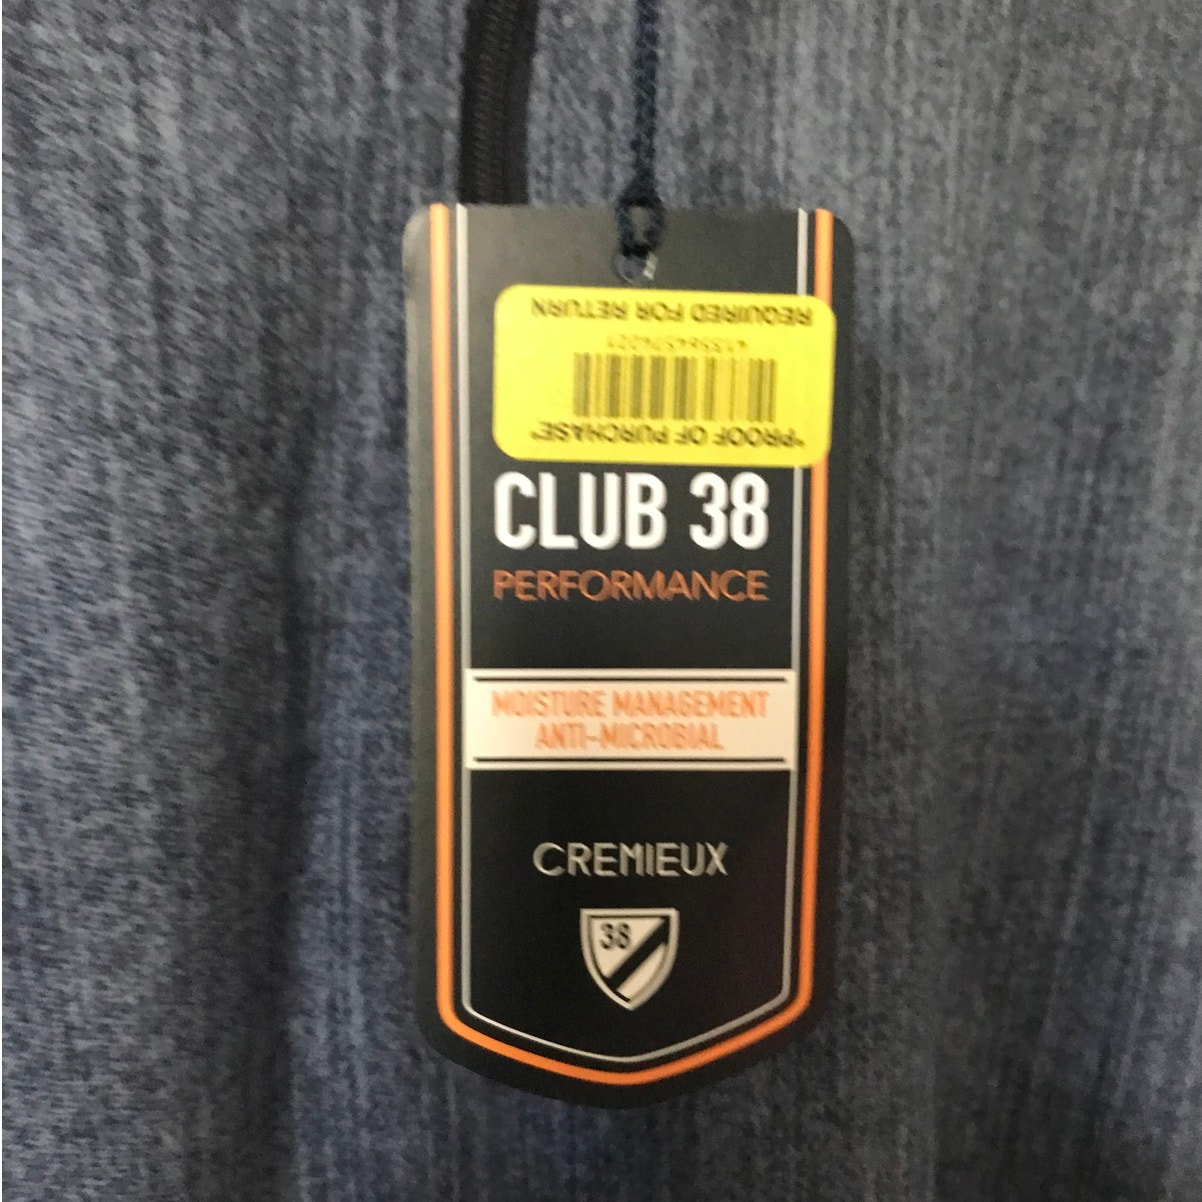 *PROOF OF PURCHASE*
REQUIRED FOR RETURN
CLUB 38
PERFORMANCE
MOISTURE MANAGEMENT
ANTI-MICROBIAL
CREMIEUX
38